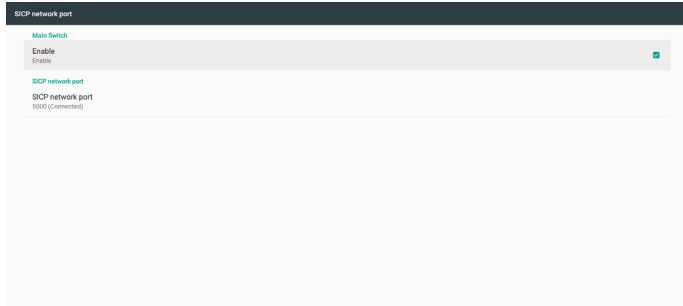 SICP network port
Main Switch
Enable
Enable
SICP network port
SICP network port
5000 (Connected)